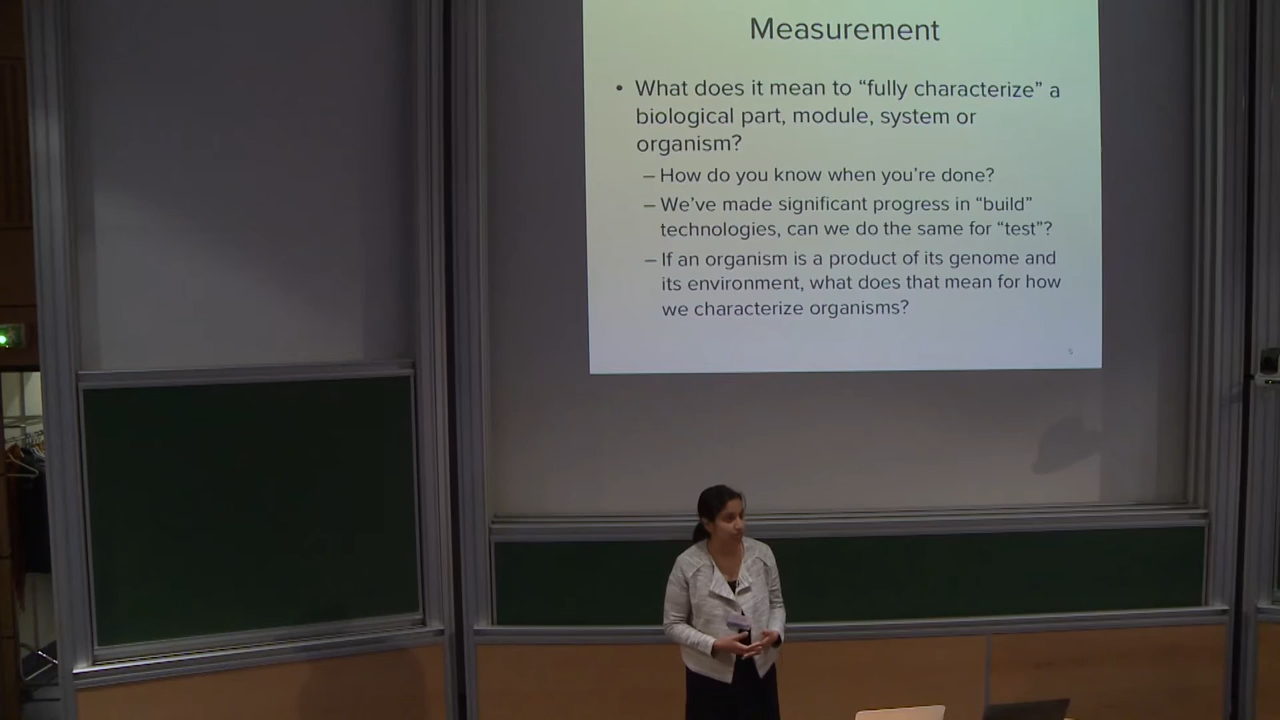 Measurement
• What does it mean to “fully characterize” a
biological part, module, system or
organism?
– How do you know when you’re done?
– We’ve made significant progress in “build”
technologies, can we do the same for “test”?
– If an organism is a product of its genome and
its environment, what does that mean for how
we characterize organisms?
5